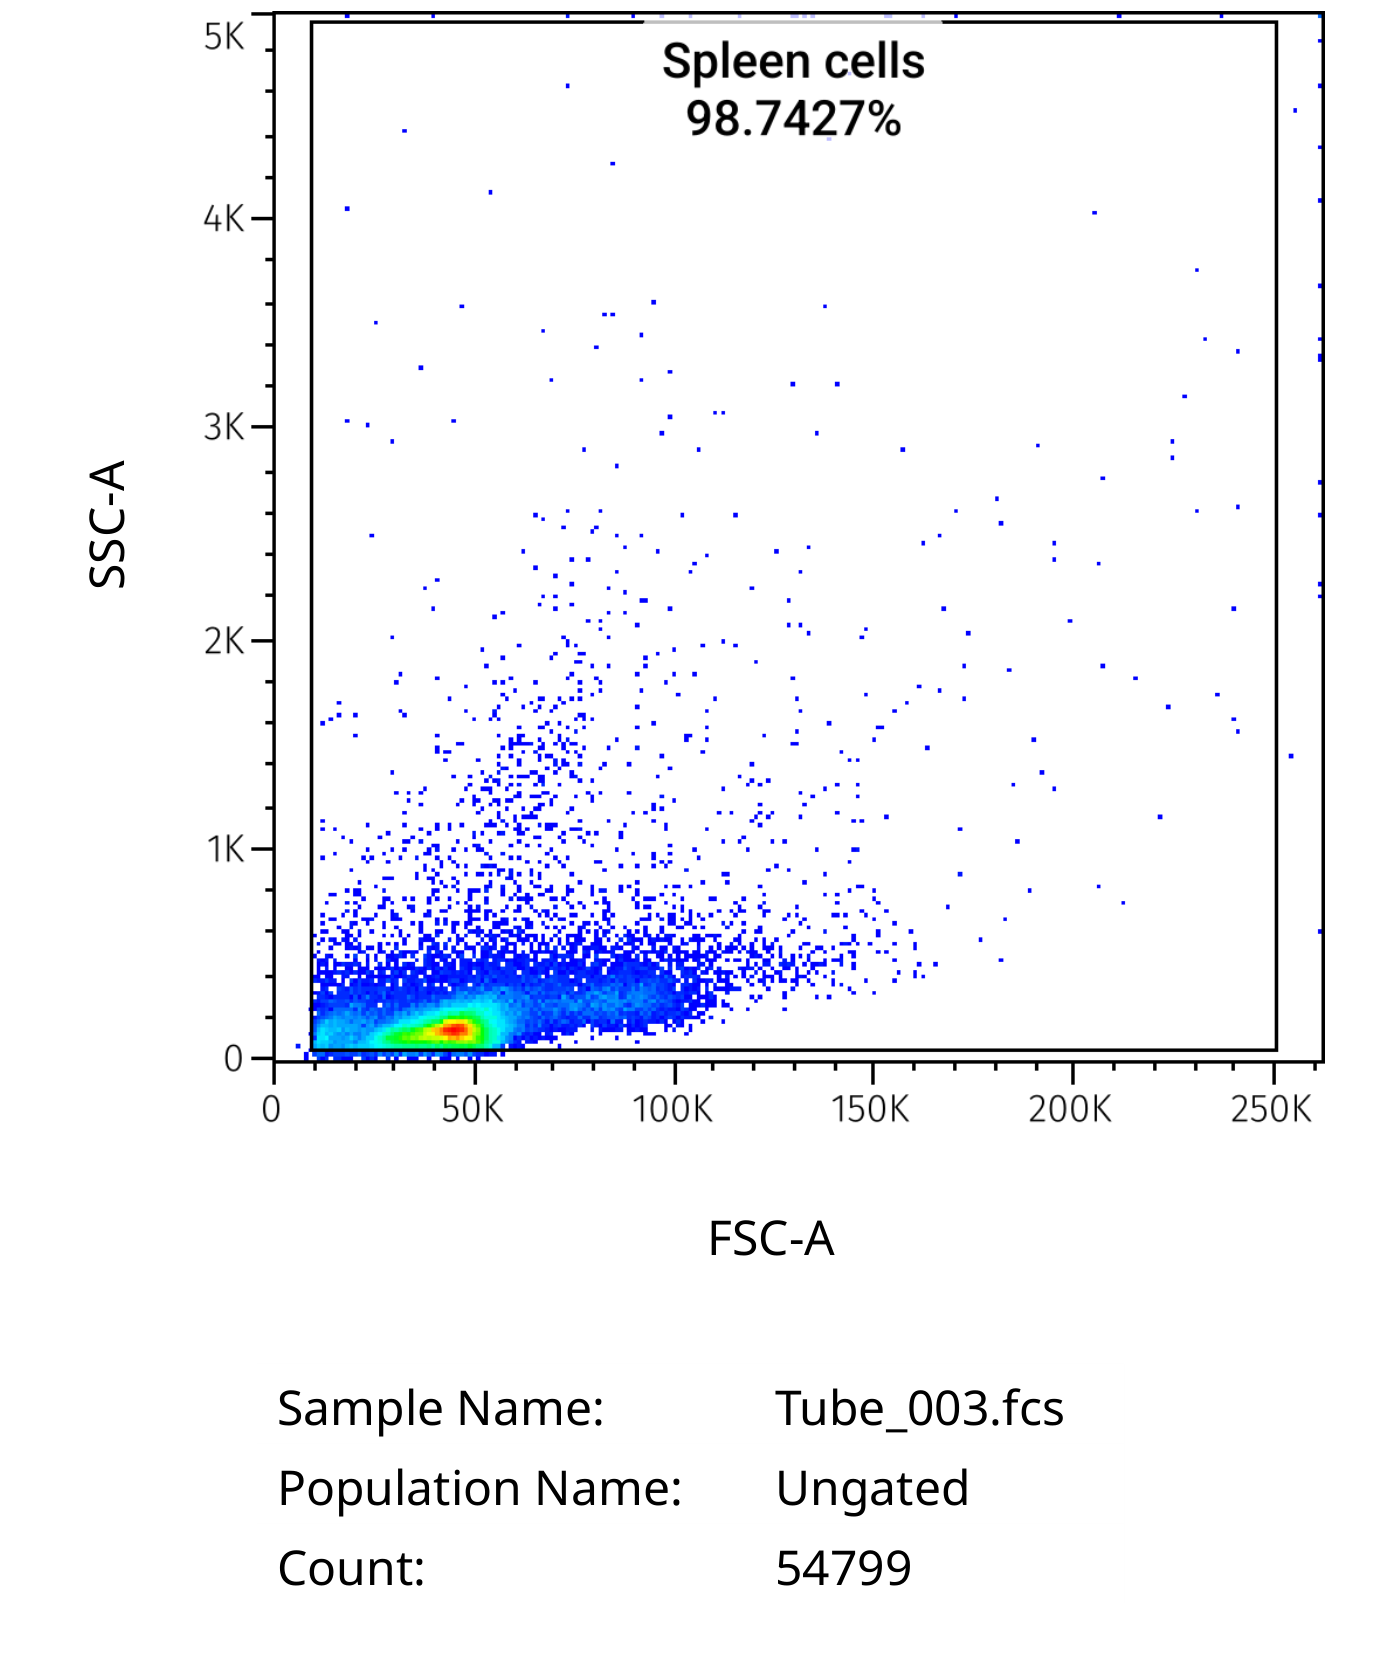 Spleen cells
98.7427%
5K
4K
3K
2K
1K
0
SSC-A
0 50K 100K 150K 200K 250K
FSC-A
Sample Name: Tube_003.fcs
Population Name: Ungated
Count: 54799